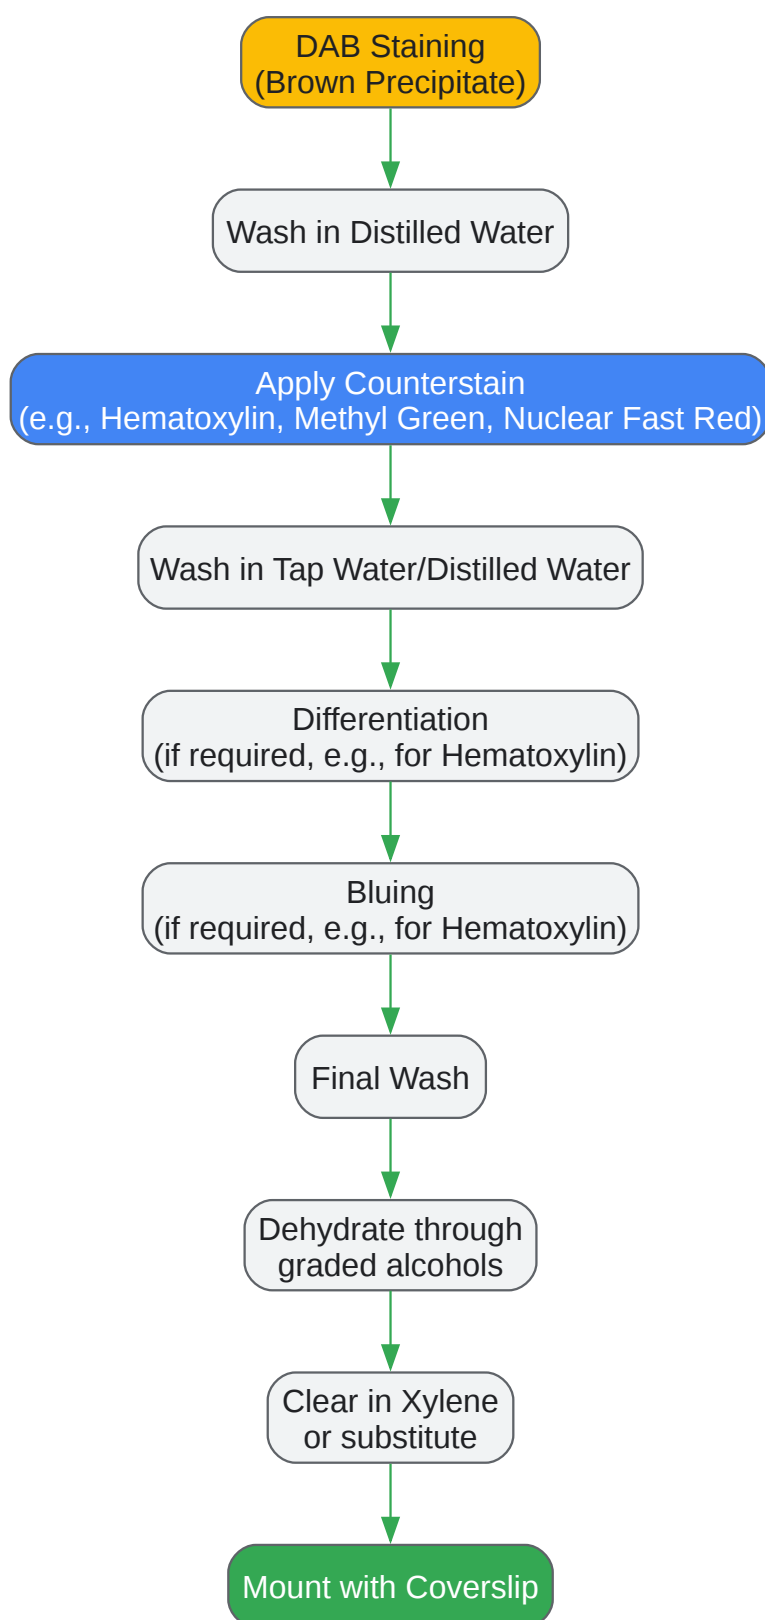 DAB Staining
(Brown Precipitate)
Wash in Distilled Water
Apply Counterstain
(e.g., Hematoxylin, Methyl Green, Nuclear Fast Red)
Wash in Tap Water/Distilled Water
Differentiation
(if required, e.g., for Hematoxylin)
Bluing
(if required, e.g., for Hematoxylin)
Final Wash
Dehydrate through
graded alcohols
Clear in Xylene
or substitute
Mount with Coverslip